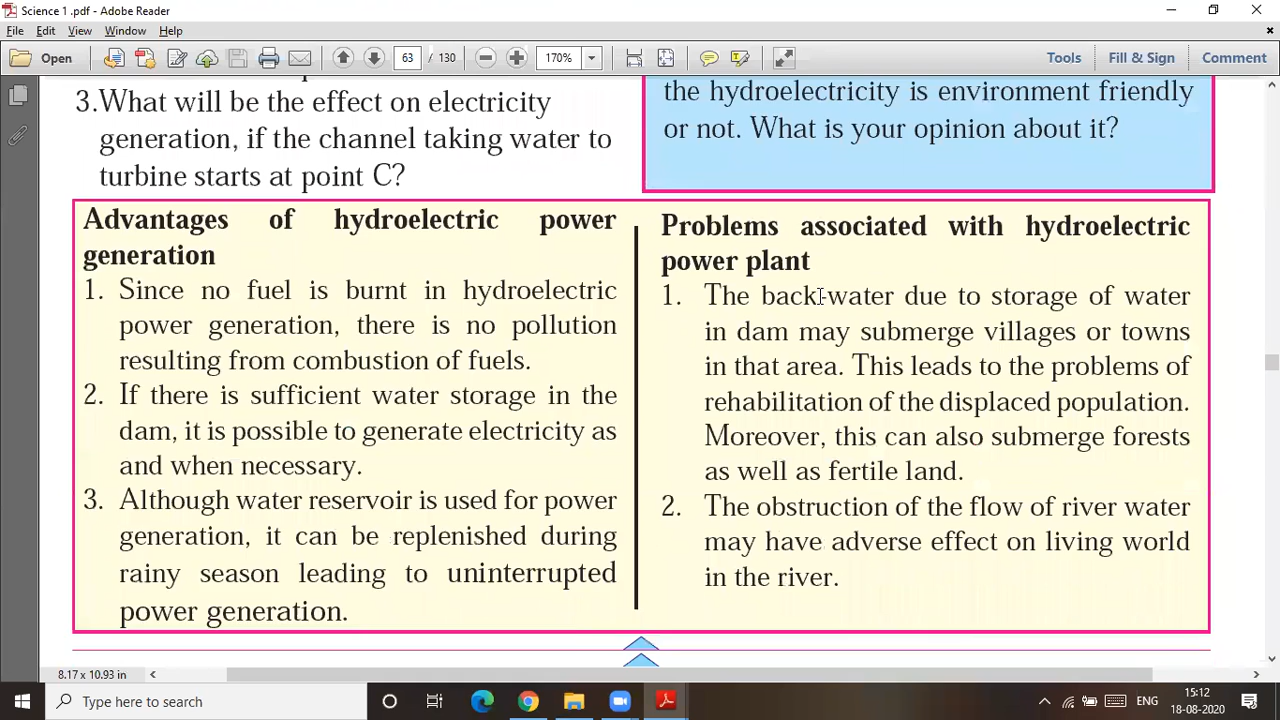 Science 1 .pdf - Adobe Reader
File Edit View Window Help
Open 63 / 130 170% Tools Fill & Sign Comment
3.What will be the effect on electricity
generation, if the channel taking water to
turbine starts at point C?
the hydroelectricity is environment friendly
or not. What is your opinion about it?
Advantages of hydroelectric power
generation
1. Since no fuel is burnt in hydroelectric
power generation, there is no pollution
resulting from combustion of fuels.
2. If there is sufficient water storage in the
dam, it is possible to generate electricity as
and when necessary.
3. Although water reservoir is used for power
generation, it can be replenished during
rainy season leading to uninterrupted
power generation.
Problems associated with hydroelectric
power plant
1. The back-water due to storage of water
in dam may submerge villages or towns
in that area. This leads to the problems of
rehabilitation of the displaced population.
Moreover, this can also submerge forests
as well as fertile land.
2. The obstruction of the flow of river water
may have adverse effect on living world
in the river.
8.17 x 10.93 in
Type here to search
ENG
15:12
18-08-2020